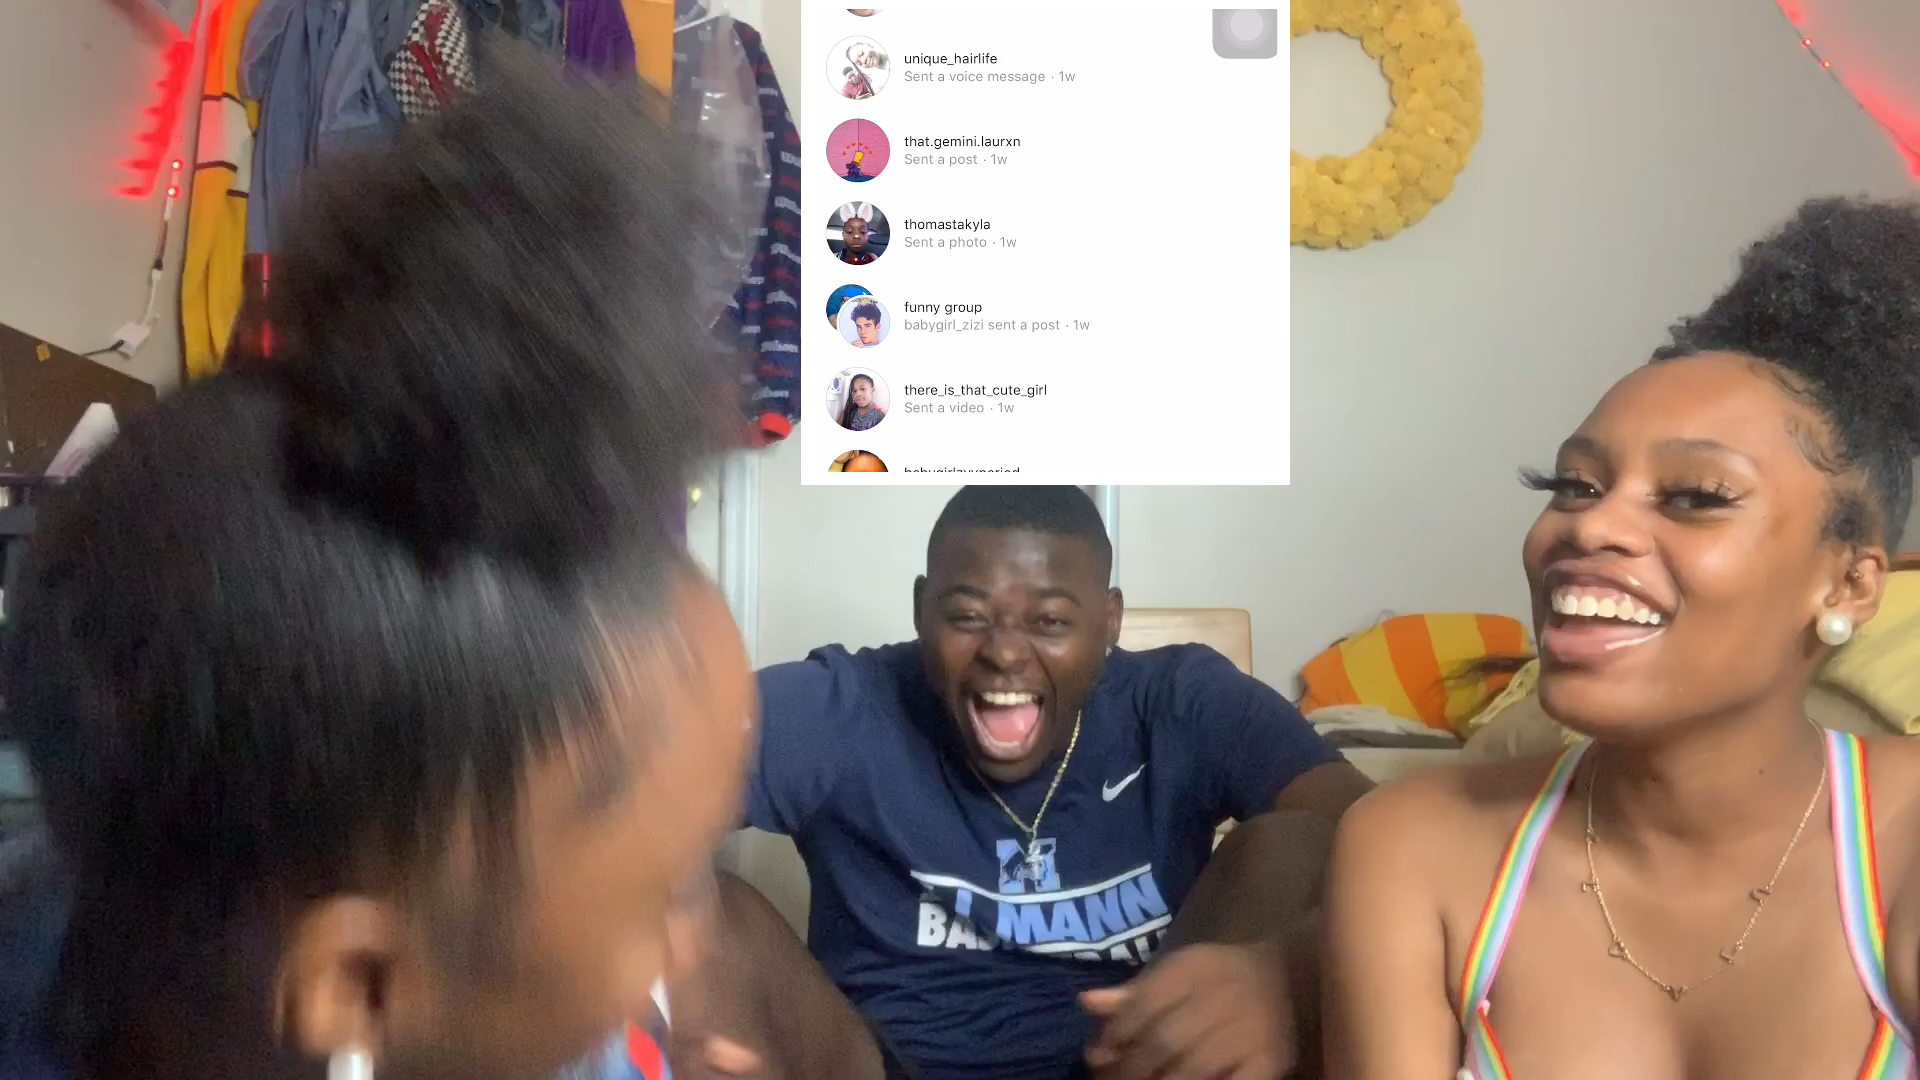 unique_hairlife
Sent a voice message · 1w
that.gemini.laurxn
Sent a post · 1w
thomastakyla
Sent a photo · 1w
funny group
babygirl_zizi sent a post · 1w
there_is_that_cute_girl
Sent a video · 1w
MANN